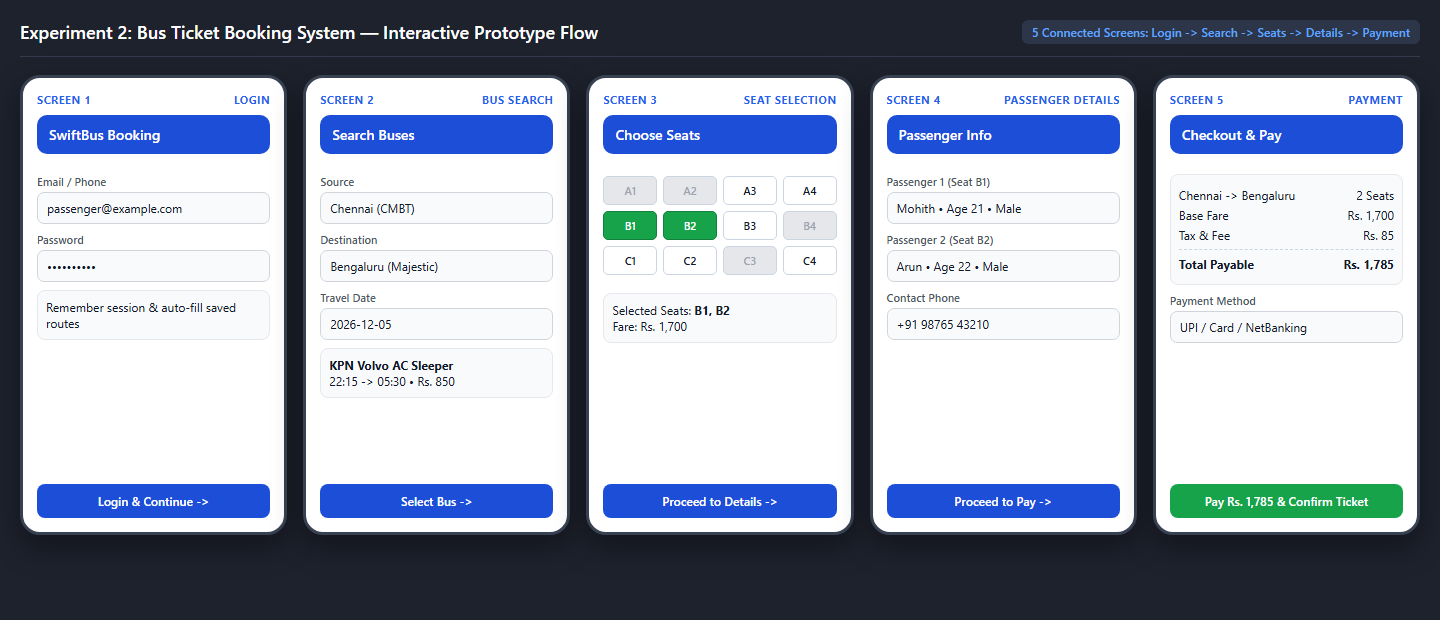 Experiment 2: Bus Ticket Booking System — Interactive Prototype Flow
5 Connected Screens: Login -> Search -> Seats -> Details -> Payment
SCREEN 1 LOGIN
SwiftBus Booking
Email / Phone
passenger@example.com
Password
••••••••••
Remember session & auto-fill saved
routes
Login & Continue ->
SCREEN 2 BUS SEARCH
Search Buses
Source
Chennai (CMBT)
Destination
Bengaluru (Majestic)
Travel Date
2026-12-05
KPN Volvo AC Sleeper
22:15 -> 05:30 • Rs. 850
Select Bus ->
SCREEN 3 SEAT SELECTION
Choose Seats
A1 A2 A3 A4
B1 B2 B3 B4
C1 C2 C3 C4
Selected Seats: B1, B2
Fare: Rs. 1,700
Proceed to Details ->
SCREEN 4 PASSENGER DETAILS
Passenger Info
Passenger 1 (Seat B1)
Mohith • Age 21 • Male
Passenger 2 (Seat B2)
Arun • Age 22 • Male
Contact Phone
+91 98765 43210
Proceed to Pay ->
SCREEN 5 PAYMENT
Checkout & Pay
Chennai -> Bengaluru 2 Seats
Base Fare Rs. 1,700
Tax & Fee Rs. 85
Total Payable Rs. 1,785
Payment Method
UPI / Card / NetBanking
Pay Rs. 1,785 & Confirm Ticket